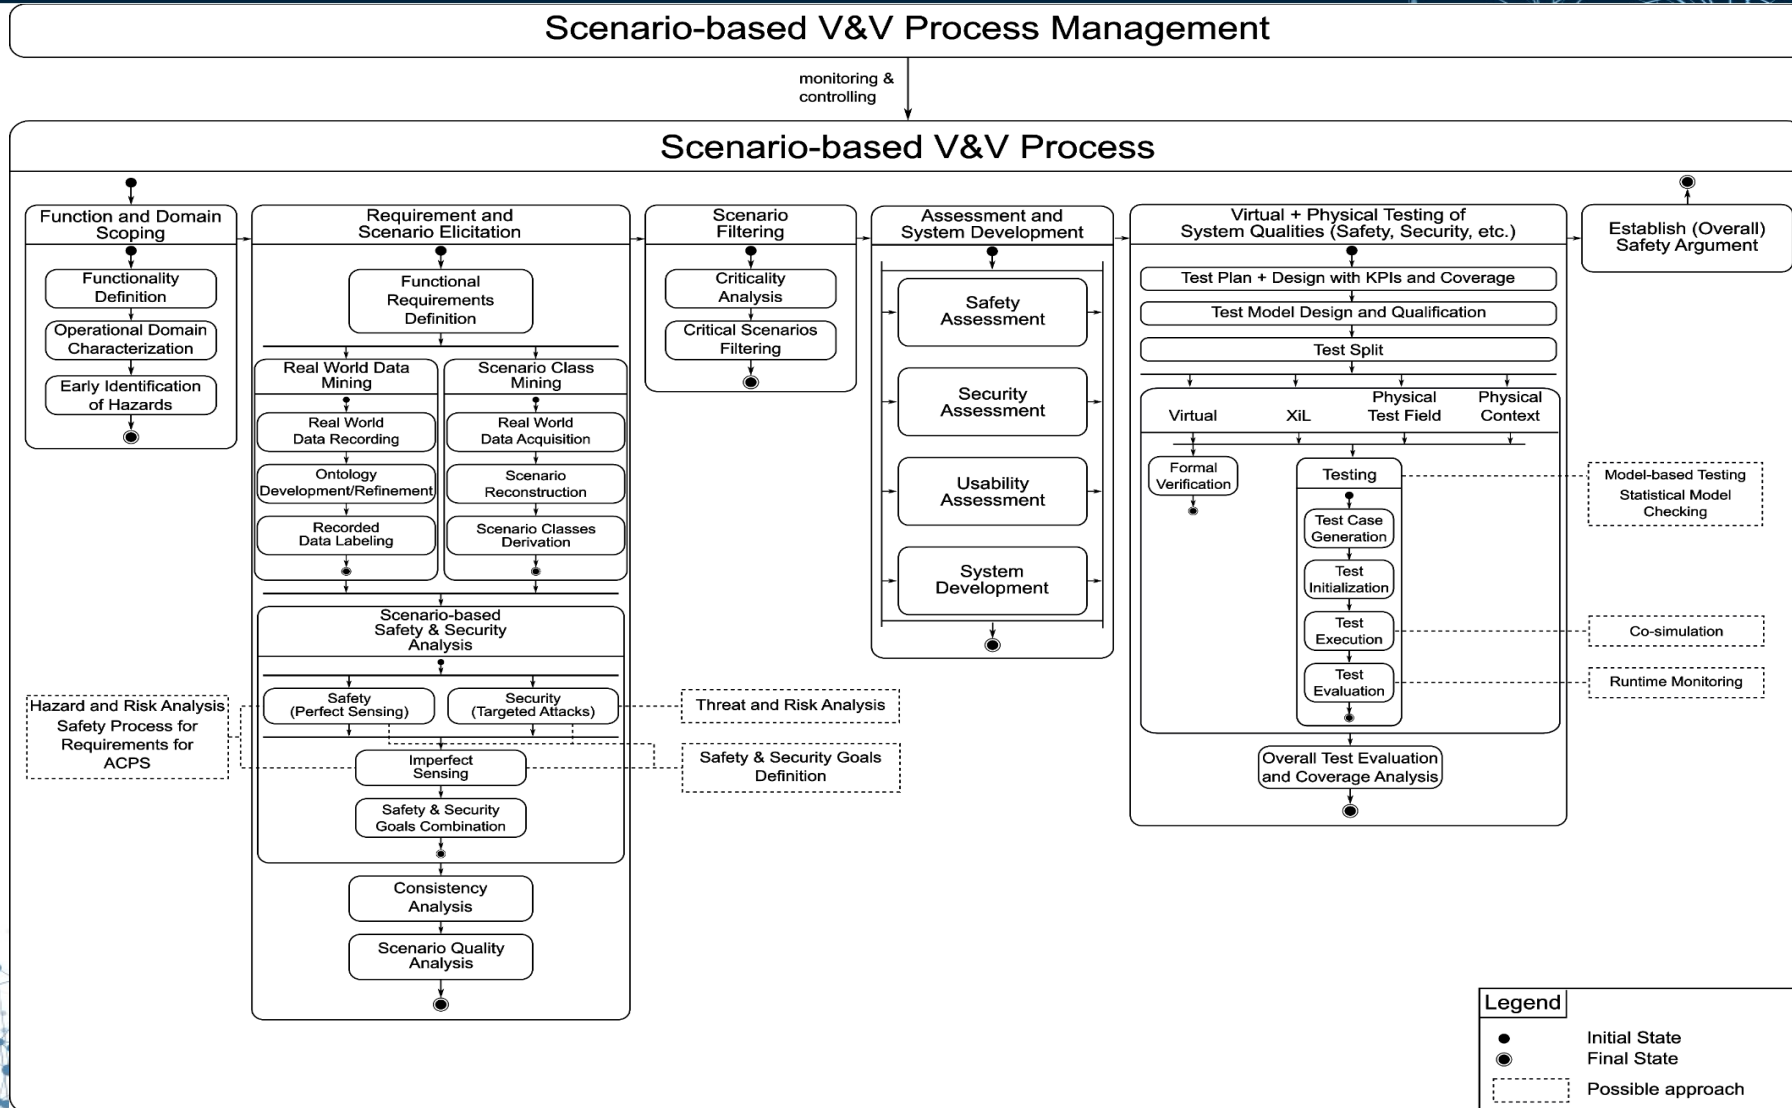 Scenario-based V&V Process Management
monitoring &
controlling
Scenario-based V&V Process
Function and Domain
Scoping
Functionality
Definition
Operational Domain
Characterization
Early Identification
of Hazards
Requirement and
Scenario Elicitation
Functional
Requirements
Definition
Real World Data
Mining
Real World
Data Recording
Ontology
Development/Refinement
Recorded
Data Labeling
Scenario Class
Mining
Real World
Data Acquisition
Scenario
Reconstruction
Scenario Classes
Derivation
Scenario-based
Safety & Security
Analysis
Safety
(Perfect Sensing)
Security
(Targeted Attacks)
Hazard and Risk Analysis
Safety Process for
Requirements for
ACPS
Threat and Risk Analysis
Safety & Security Goals
Definition
Imperfect
Sensing
Safety & Security
Goals Combination
Consistency
Analysis
Scenario Quality
Analysis
Scenario
Filtering
Criticality
Analysis
Critical Scenarios
Filtering
Assessment and
System Development
Safety
Assessment
Security
Assessment
Usability
Assessment
System
Development
Virtual + Physical Testing of
System Qualities (Safety, Security, etc.)
Test Plan + Design with KPIs and Coverage
Test Model Design and Qualification
Test Split
Virtual
XiL
Physical
Test Field
Physical
Context
Formal
Verification
Testing
Test Case
Generation
Test
Initialization
Test
Execution
Test
Evaluation
Model-based Testing
Statistical Model
Checking
Co-simulation
Runtime Monitoring
Overall Test Evaluation
and Coverage Analysis
Establish (Overall)
Safety Argument
Legend
Initial State
Final State
Possible approach